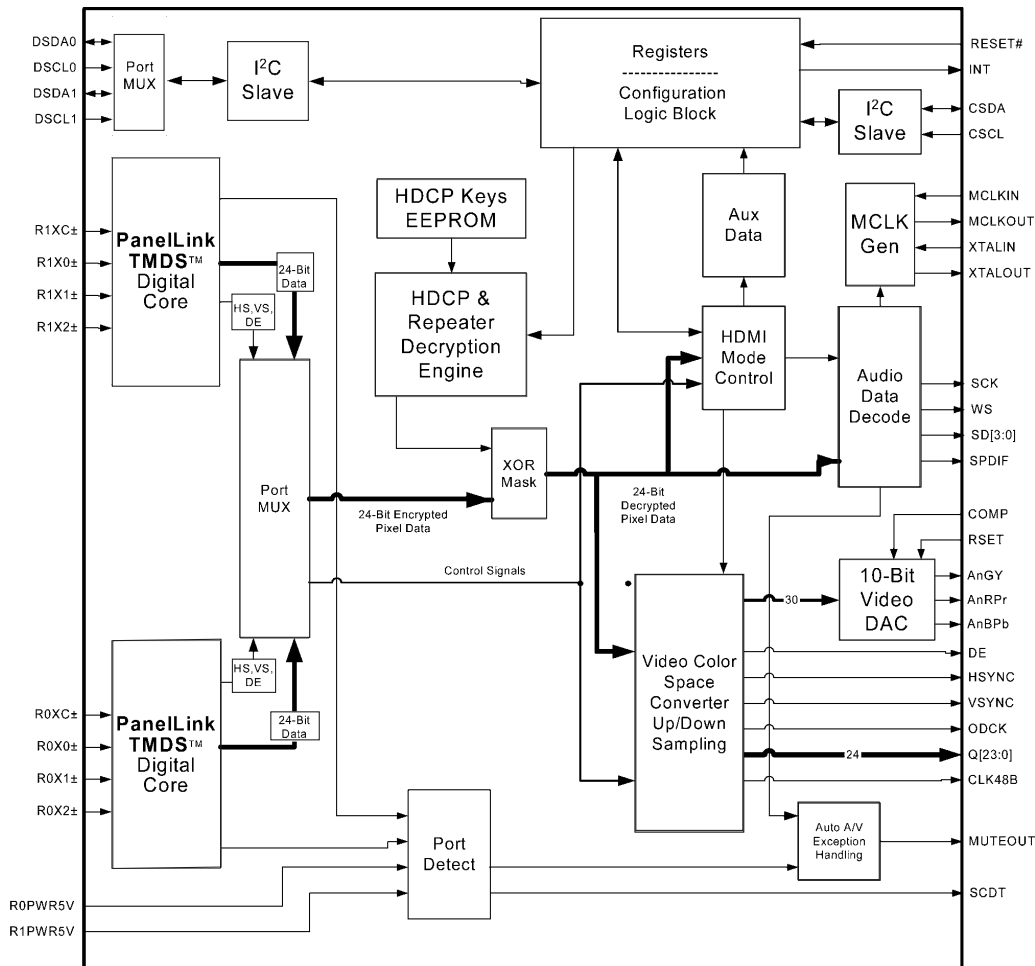 DSDA0
DSCL0
DSDA1
DSCL1
Port
MUX
I²C
Slave
Registers
Configuration
Logic Block
RESET#
INT
I²C
Slave
CSDA
CSCL
PanelLink
TMDS™
Digital
Core
R1XC±
R1X0±
R1X1±
R1X2±
24-Bit
Data
HS,VS,
DE
HDCP Keys
EEPROM
HDCP &
Repeater
Decryption
Engine
Aux
Data
HDMI
Mode
Control
MCLK
Gen
MCLKIN
MCLKOUT
XTALIN
XTALOUT
Audio
Data
Decode
SCK
WS
SD[3:0]
SPDIF
Port
MUX
XOR
Mask
24-Bit Encrypted
Pixel Data
24-Bit
Decrypted
Pixel Data
Control Signals
COMP
RSET
10-Bit
Video
DAC
AnGY
AnRPr
AnBPb
30
Video Color
Space
Converter
Up/Down
Sampling
DE
HSYNC
VSYNC
ODCK
24
Q[23:0]
CLK48B
HS,VS,
DE
24-Bit
Data
PanelLink
TMDS™
Digital
Core
R0XC±
R0X0±
R0X1±
R0X2±
Port
Detect
Auto A/V
Exception
Handling
MUTEOUT
SCDT
R0PWR5V
R1PWR5V